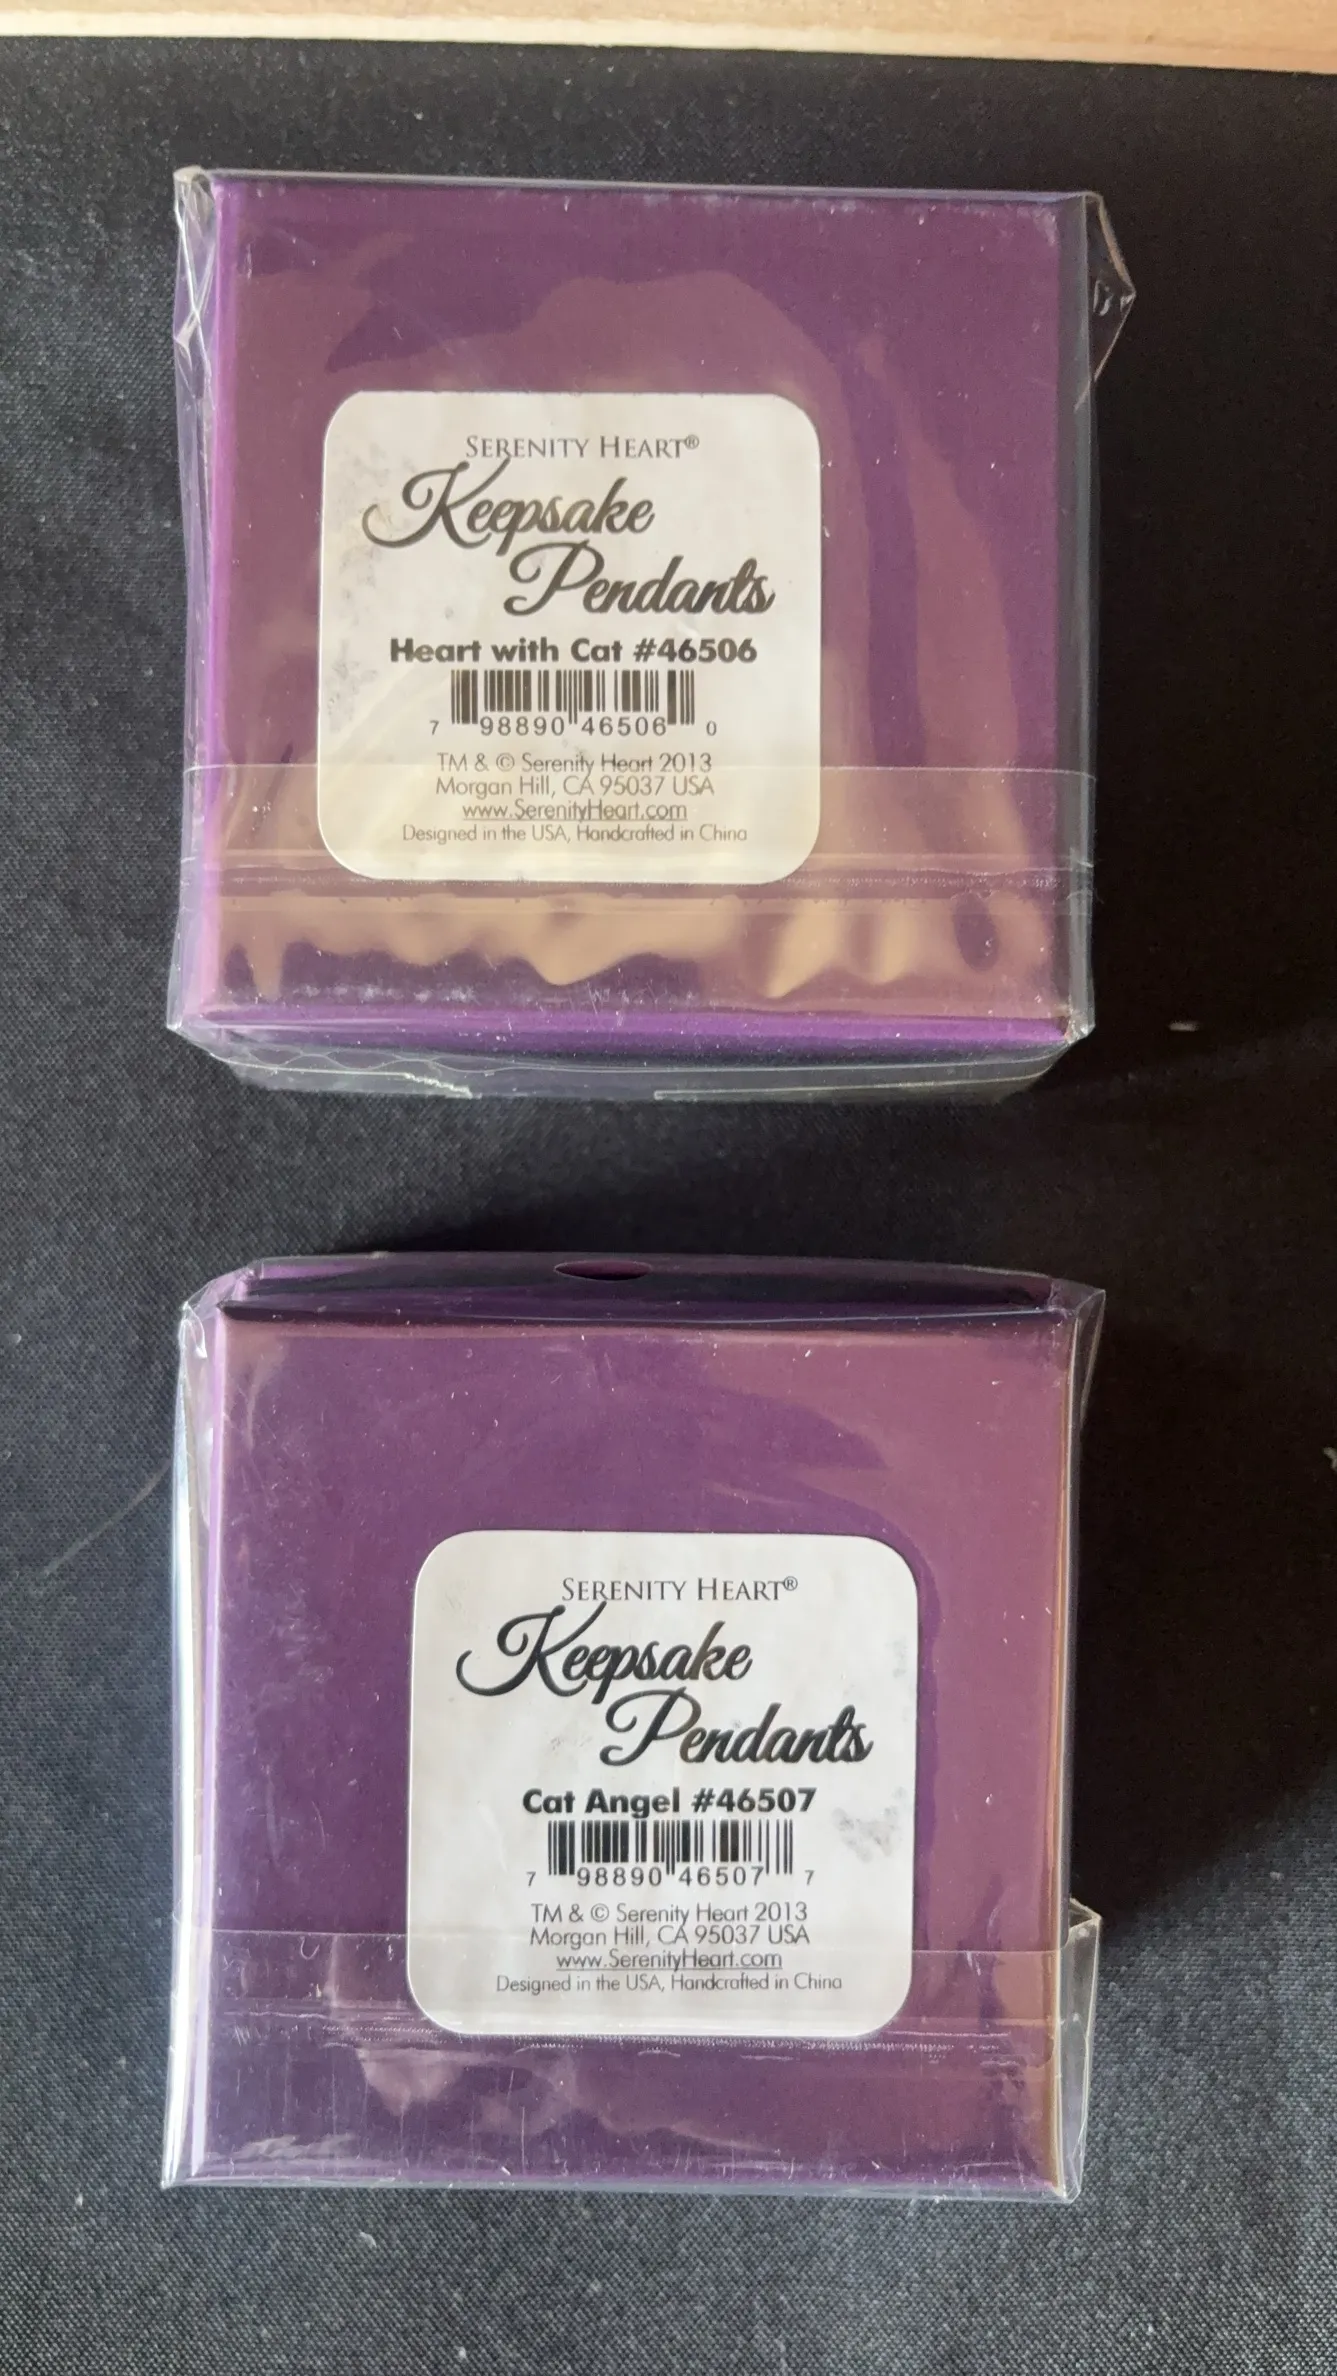 SERENITY HEART®
Keepsake
Pendants
Heart with Cat #46506
7 98890 46506 0
TM & © Serenity Heart 2013
Morgan Hill, CA 95037 USA
www.SerenityHeart.com
Designed in the USA, Handcrafted in China
SERENITY HEART®
Keepsake
Pendants
Cat Angel #46507
7 98890 46507 7
TM & © Serenity Heart 2013
Morgan Hill, CA 95037 USA
www.SerenityHeart.com
Designed in the USA, Handcrafted in China